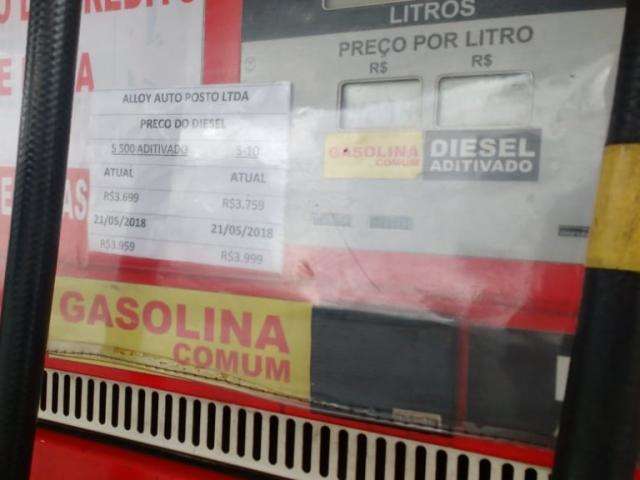 LITROS
PREÇO POR LITRO
R$ R$
GASOLINA COMUM
DIESEL ADITIVADO
ALLOY AUTO POSTO LTDA
PRECO DO DIESEL
S 500 ADITIVADO S-10
ATUAL ATUAL
R$3.699 R$3.759
21/05/2018 21/05/2018
R$3.959 R$3.999
GASOLINA
COMUM